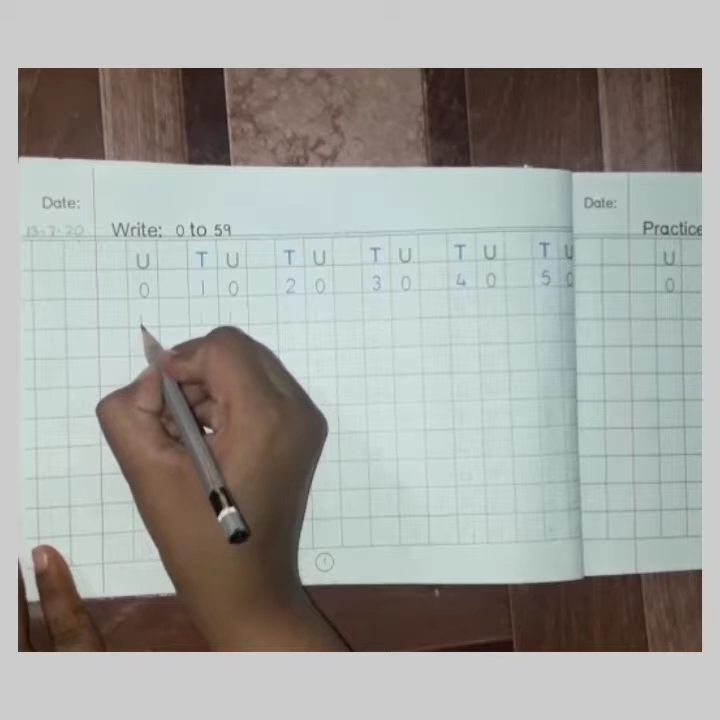 Date: Date:
13-7-20 Write: 0 to 59 Practice
U T U T U T U T U T U U
0 1 0 2 0 3 0 4 0 5 0 0
1